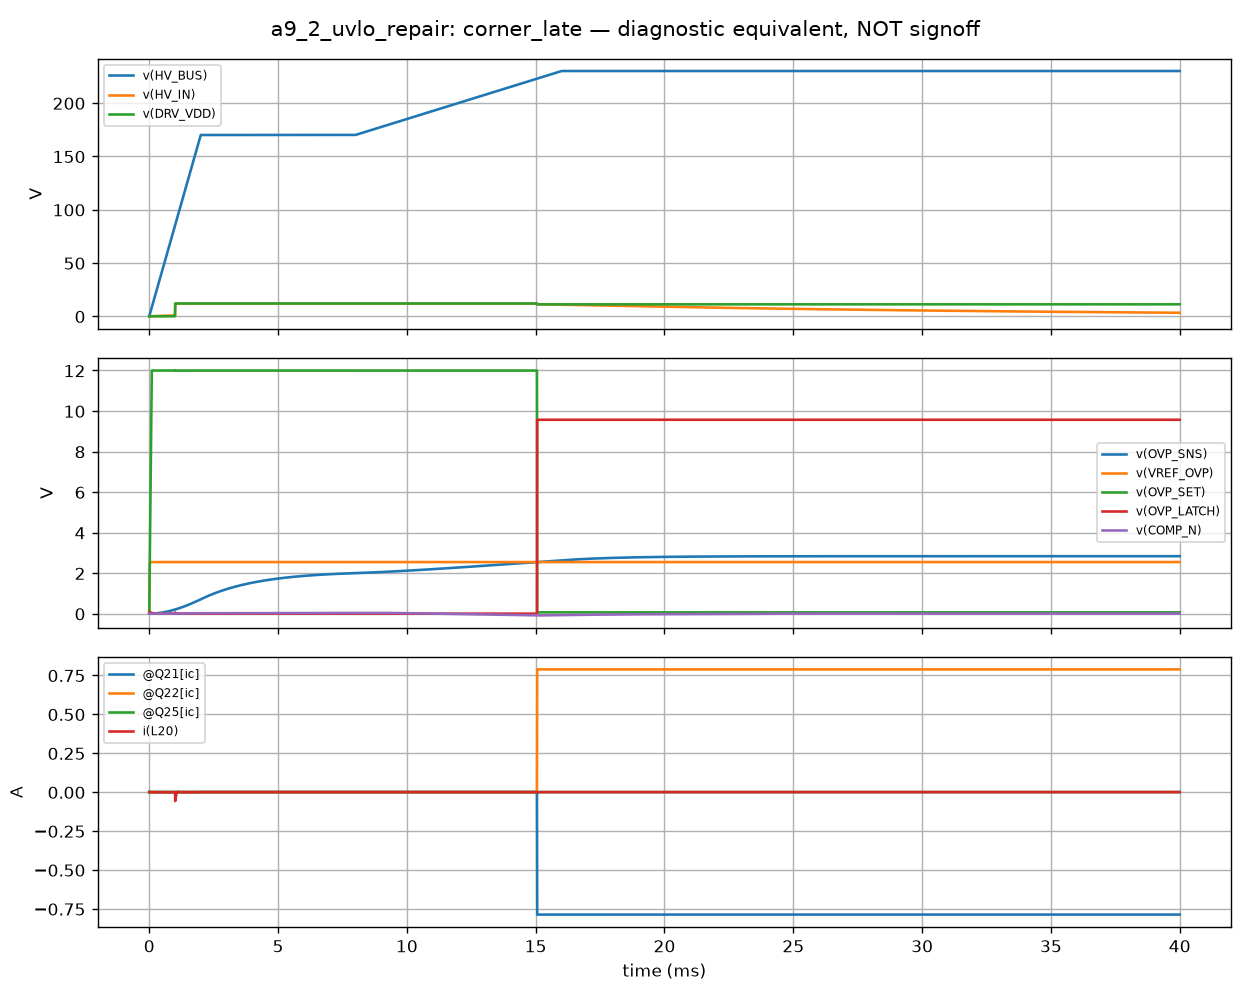 a9_2_uvlo_repair: corner_late — diagnostic equivalent, NOT signoff
v(HV_BUS)
v(HV_IN)
v(DRV_VDD)
200
150
100
50
0
V
12
10
8
6
4
2
0
V
v(OVP_SNS)
v(VREF_OVP)
v(OVP_SET)
v(OVP_LATCH)
v(COMP_N)
@Q21[ic]
@Q22[ic]
@Q25[ic]
i(L20)
0.75
0.50
0.25
0.00
−0.25
−0.50
−0.75
A
0 5 10 15 20 25 30 35 40
time (ms)